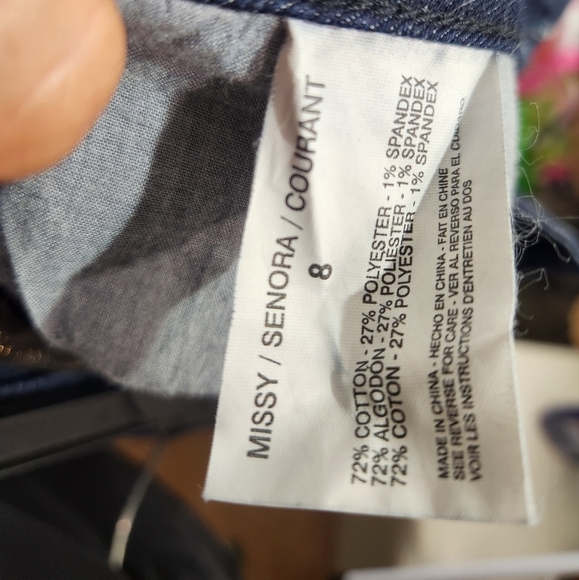 MISSY / SENORA / COURANT
8
72% COTTON - 27% POLYESTER - 1% SPANDEX
72% ALGODON - 27% POLIESTER - 1% SPANDEX
72% COTON - 27% POLYESTER - 1% SPANDEX
MADE IN CHINA - HECHO EN CHINA - FAIT EN CHINE
SEE REVERSE FOR CARE - VER AL REVERSO PARA EL CUIDADO
VOIR LES INSTRUCTIONS D'ENTRETIEN AU DOS